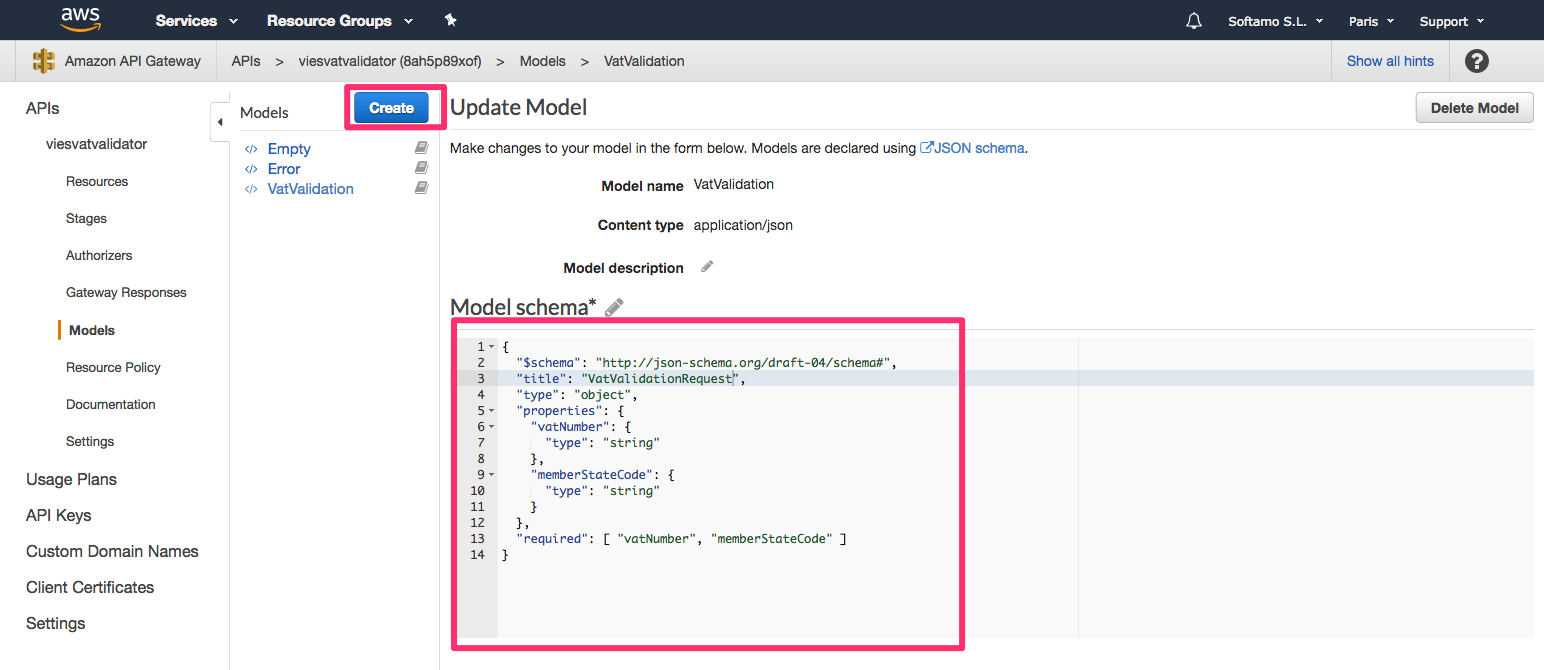 aws Services Resource Groups Softamo S.L. Paris Support
Amazon API Gateway APIs > viesvatvalidator (8ah5p89xof) > Models > VatValidation Show all hints ?
APIs
viesvatvalidator
Resources
Stages
Authorizers
Gateway Responses
Models
Resource Policy
Documentation
Settings
Usage Plans
API Keys
Custom Domain Names
Client Certificates
Settings
Models Create
</> Empty
</> Error
</> VatValidation
Update Model Delete Model
Make changes to your model in the form below. Models are declared using JSON schema.
Model name VatValidation
Content type application/json
Model description
Model schema*
1 {
2 "$schema": "http://json-schema.org/draft-04/schema#",
3 "title": "VatValidationRequest",
4 "type": "object",
5 "properties": {
6 "vatNumber": {
7 "type": "string"
8 },
9 "memberStateCode": {
10 "type": "string"
11 }
12 },
13 "required": [ "vatNumber", "memberStateCode" ]
14 }